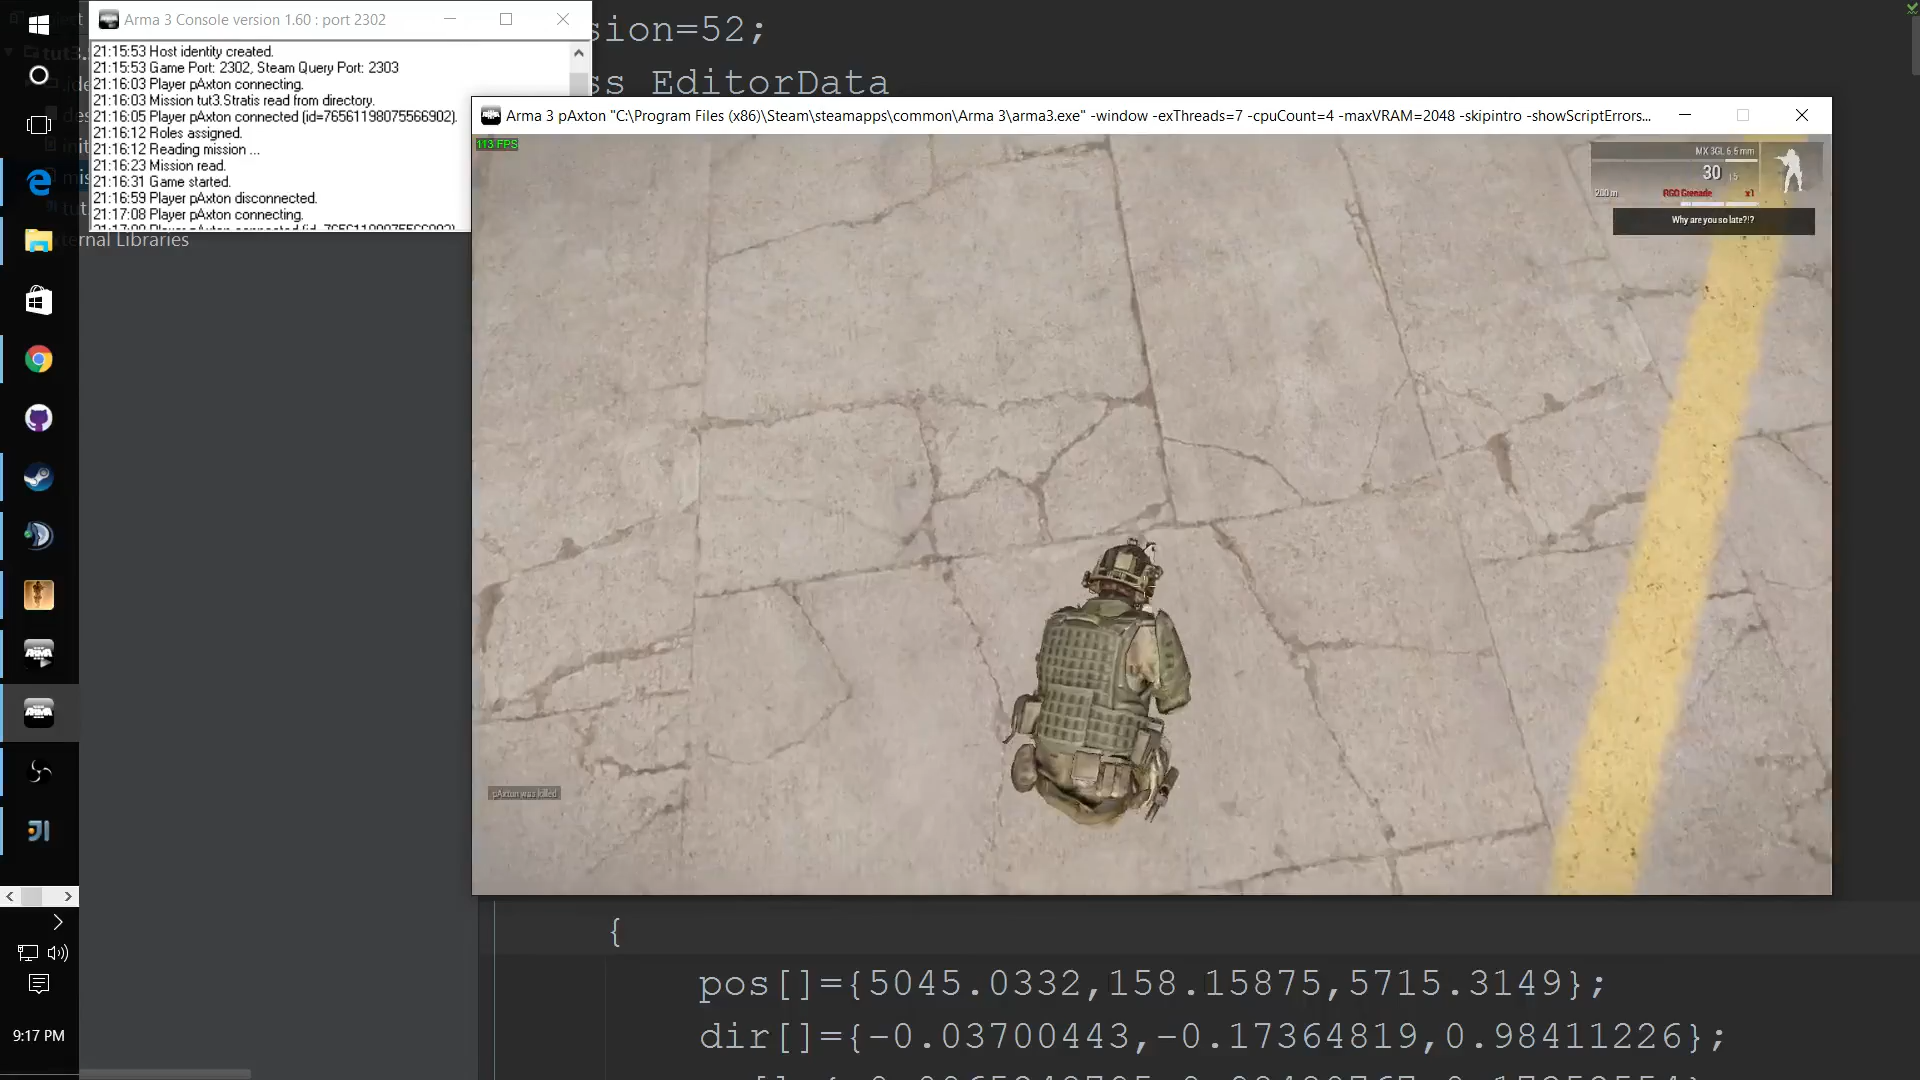 Arma 3 Console version 1.60 : port 2302
21:15:53 Host identity created.
21:15:53 Game Port: 2302, Steam Query Port: 2303
21:16:03 Player pAxton connecting.
21:16:03 Mission tut3.Stratis read from directory.
21:16:05 Player pAxton connected (id=76561198075566902).
21:16:12 Roles assigned.
21:16:12 Reading mission ...
21:16:23 Mission read.
21:16:31 Game started.
21:16:59 Player pAxton disconnected.
21:17:08 Player pAxton connecting.
ternal Libraries
sion=52;
ss EditorData
Arma 3 pAxton "C:\Program Files (x86)\Steam\steamapps\common\Arma 3\arma3.exe" -window -exThreads=7 -cpuCount=4 -maxVRAM=2048 -skipintro -showScriptErrors...
113 FPS
MX 3GL 6.5 mm
30
200 m
RGO Grenade x1
Why are you so late?!?
pAxton was killed
{
pos[]={5045.0332,158.15875,5715.3149};
dir[]={-0.03700443,-0.17364819,0.98411226};
9:17 PM